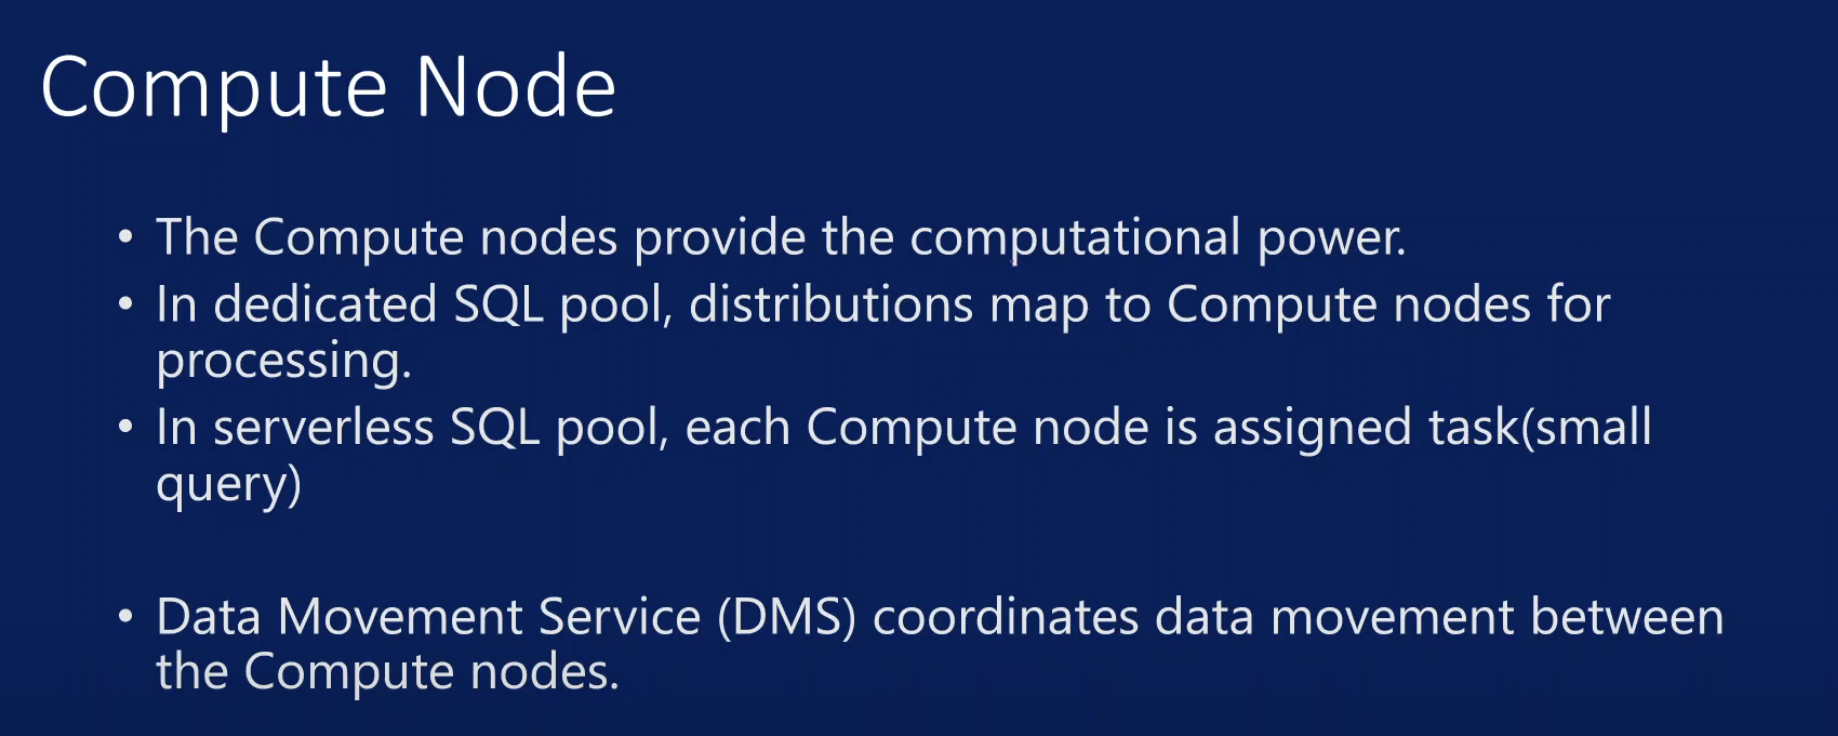 Compute Node
• The Compute nodes provide the computational power.
• In dedicated SQL pool, distributions map to Compute nodes for
processing.
• In serverless SQL pool, each Compute node is assigned task(small
query)
• Data Movement Service (DMS) coordinates data movement between
the Compute nodes.